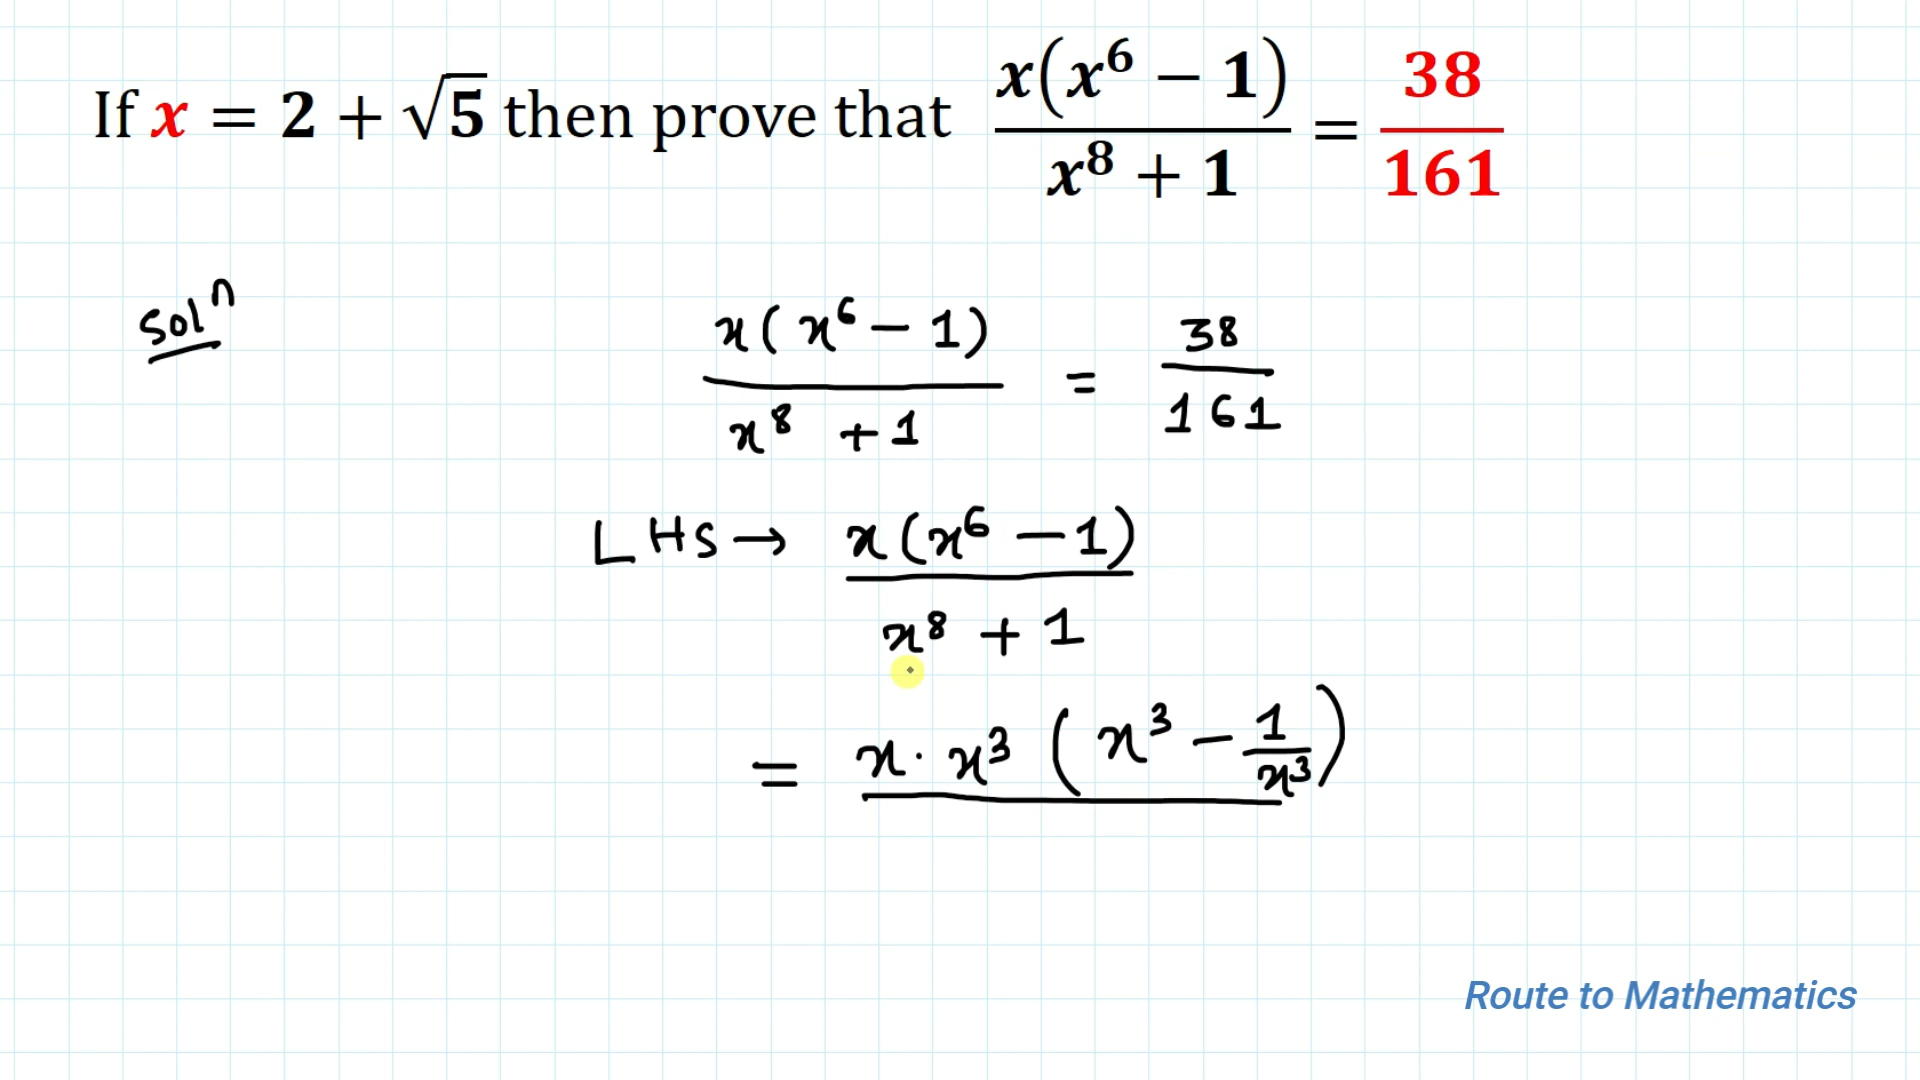 If x = 2 + √5 then prove that x(x⁶ − 1) / x⁸ + 1 = 38 / 161
Solⁿ
x(x⁶ − 1) / x⁸ + 1 = 38 / 161
LHS → x(x⁶ − 1) / x⁸ + 1
= x · x³ (x³ − 1/x³)
Route to Mathematics